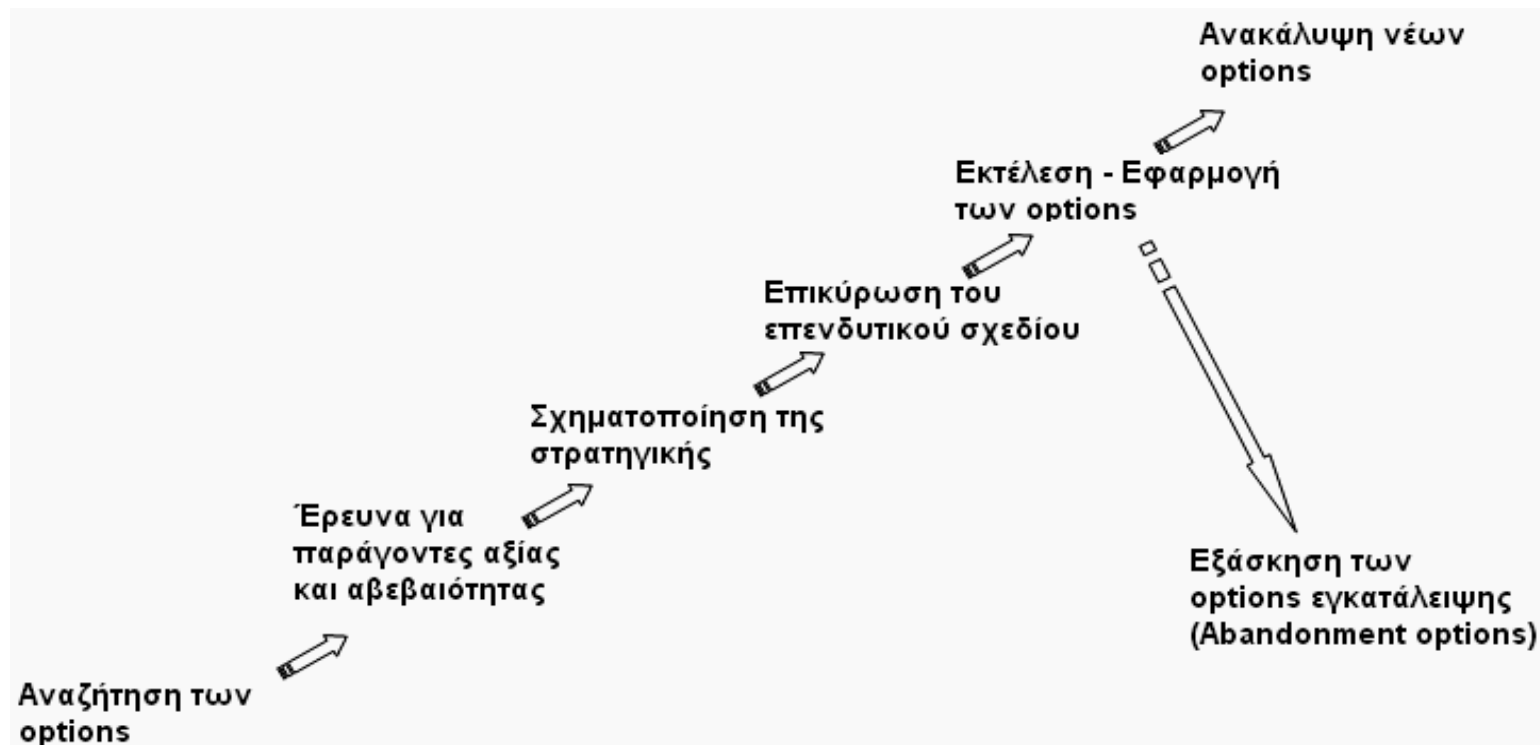 Ανακάλυψη νέων
options
Εκτέλεση - Εφαρμογή
των options
Επικύρωση του
επενδυτικού σχεδίου
Σχηματοποίηση της
στρατηγικής
Έρευνα για
παράγοντες αξίας
και αβεβαιότητας
Εξάσκηση των
options εγκατάλειψης
(Abandonment options)
Αναζήτηση των
options